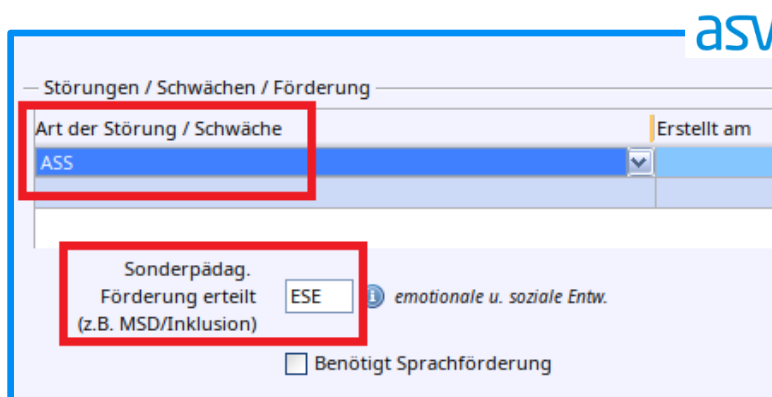 asv
Störungen / Schwächen / Förderung
Art der Störung / Schwäche Erstellt am
ASS
Sonderpädag.
Förderung erteilt ESE emotionale u. soziale Entw.
(z.B. MSD/Inklusion)
Benötigt Sprachförderung